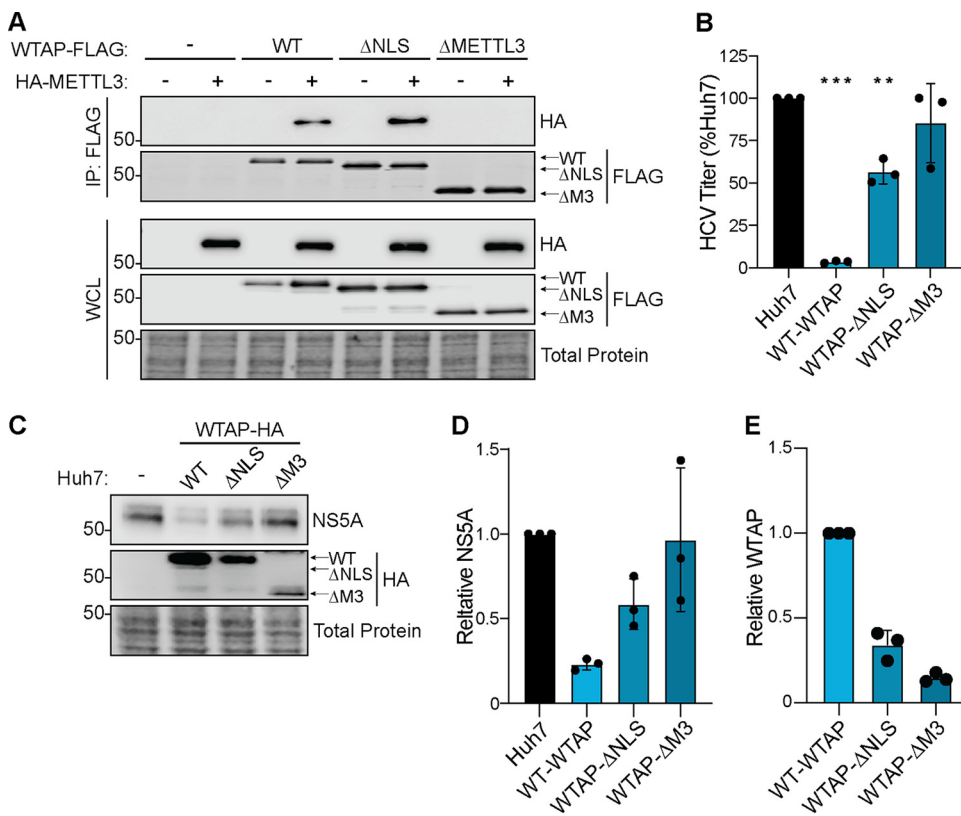 A
WTAP-FLAG: - WT ΔNLS ΔMETTL3
HA-METTL3: - + - + - + - +
IP: FLAG
50
HA
50
WT
ΔNLS
ΔM3
FLAG
WCL
50
HA
50
WT
ΔNLS
ΔM3
FLAG
50
Total Protein
B
HCV Titer (%Huh7)
125
100
75
50
25
0
*** **
Huh7
WT-WTAP
WTAP-ΔNLS
WTAP-ΔM3
C
WTAP-HA
Huh7: - WT ΔNLS ΔM3
50
NS5A
50
WT
ΔNLS
ΔM3
HA
50
Total Protein
D
Reltative NS5A
1.5
1.0
0.5
0
Huh7
WT-WTAP
WTAP-ΔNLS
WTAP-ΔM3
E
Relative WTAP
1.5
1.0
0.5
0
WT-WTAP
WTAP-ΔNLS
WTAP-ΔM3